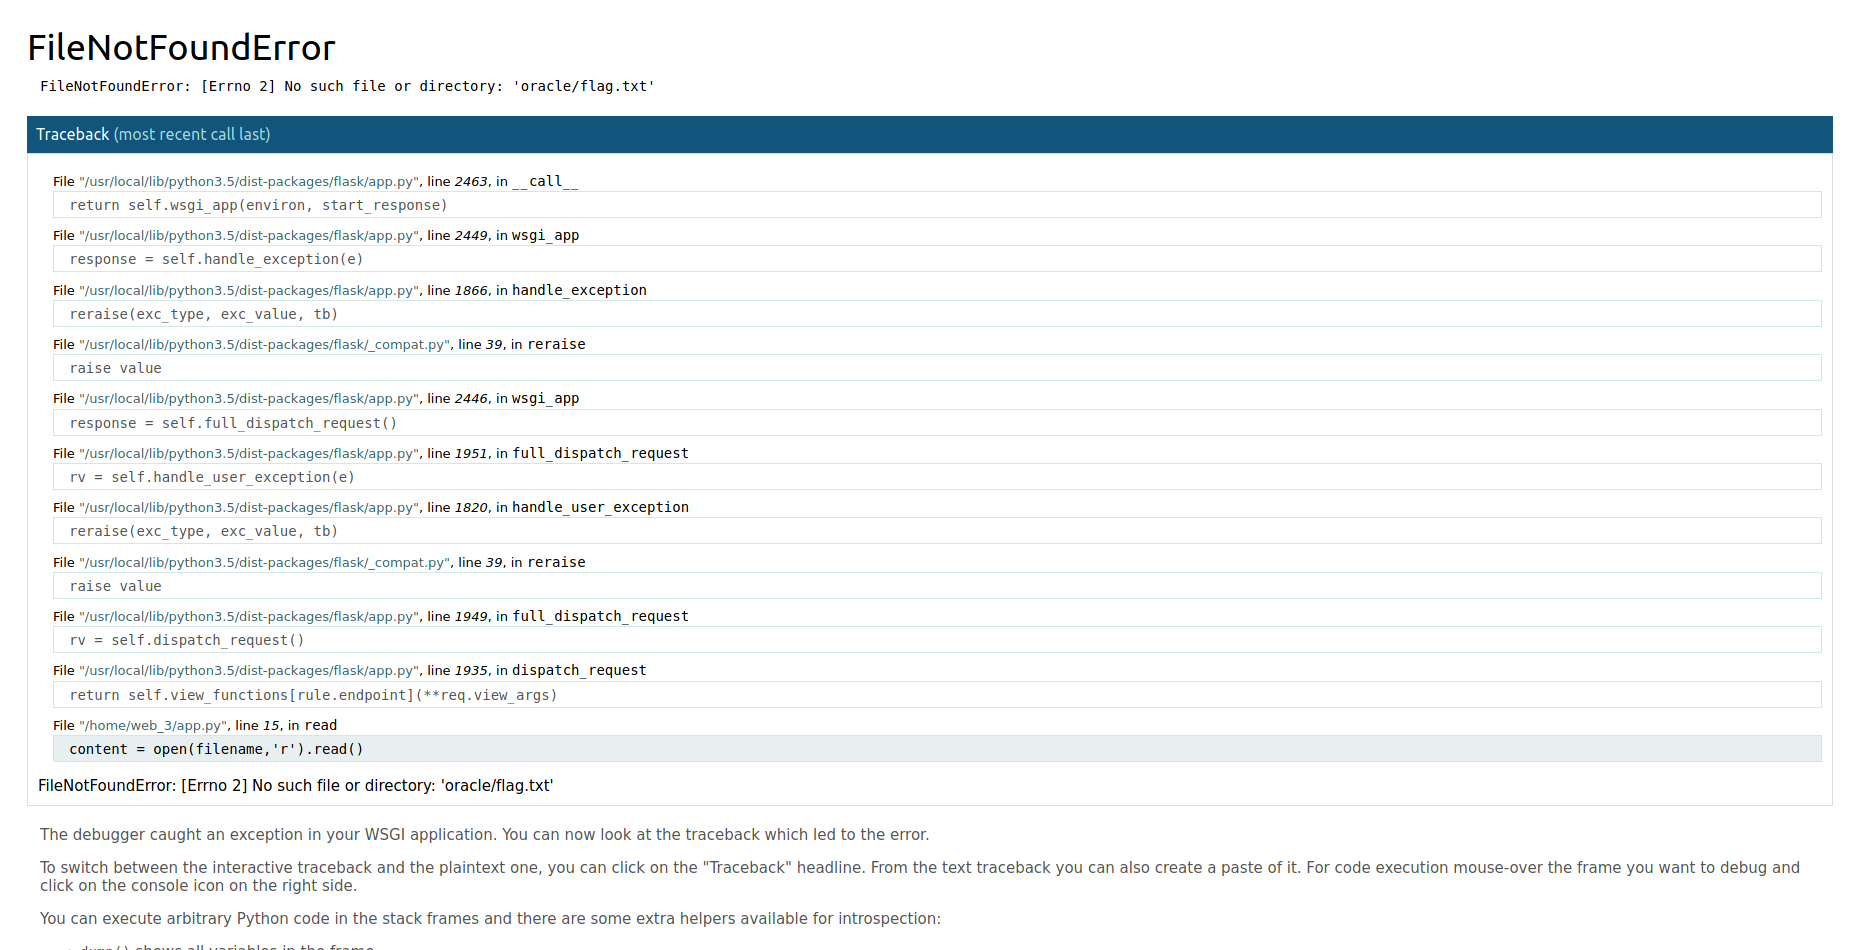 FileNotFoundError
FileNotFoundError: [Errno 2] No such file or directory: 'oracle/flag.txt'
Traceback (most recent call last)
File "/usr/local/lib/python3.5/dist-packages/flask/app.py", line 2463, in __call__
return self.wsgi_app(environ, start_response)
File "/usr/local/lib/python3.5/dist-packages/flask/app.py", line 2449, in wsgi_app
response = self.handle_exception(e)
File "/usr/local/lib/python3.5/dist-packages/flask/app.py", line 1866, in handle_exception
reraise(exc_type, exc_value, tb)
File "/usr/local/lib/python3.5/dist-packages/flask/_compat.py", line 39, in reraise
raise value
File "/usr/local/lib/python3.5/dist-packages/flask/app.py", line 2446, in wsgi_app
response = self.full_dispatch_request()
File "/usr/local/lib/python3.5/dist-packages/flask/app.py", line 1951, in full_dispatch_request
rv = self.handle_user_exception(e)
File "/usr/local/lib/python3.5/dist-packages/flask/app.py", line 1820, in handle_user_exception
reraise(exc_type, exc_value, tb)
File "/usr/local/lib/python3.5/dist-packages/flask/_compat.py", line 39, in reraise
raise value
File "/usr/local/lib/python3.5/dist-packages/flask/app.py", line 1949, in full_dispatch_request
rv = self.dispatch_request()
File "/usr/local/lib/python3.5/dist-packages/flask/app.py", line 1935, in dispatch_request
return self.view_functions[rule.endpoint](**req.view_args)
File "/home/web_3/app.py", line 15, in read
content = open(filename,'r').read()
FileNotFoundError: [Errno 2] No such file or directory: 'oracle/flag.txt'
The debugger caught an exception in your WSGI application. You can now look at the traceback which led to the error.
To switch between the interactive traceback and the plaintext one, you can click on the "Traceback" headline. From the text traceback you can also create a paste of it. For code execution mouse-over the frame you want to debug and
click on the console icon on the right side.
You can execute arbitrary Python code in the stack frames and there are some extra helpers available for introspection:
shows all variables in the frame